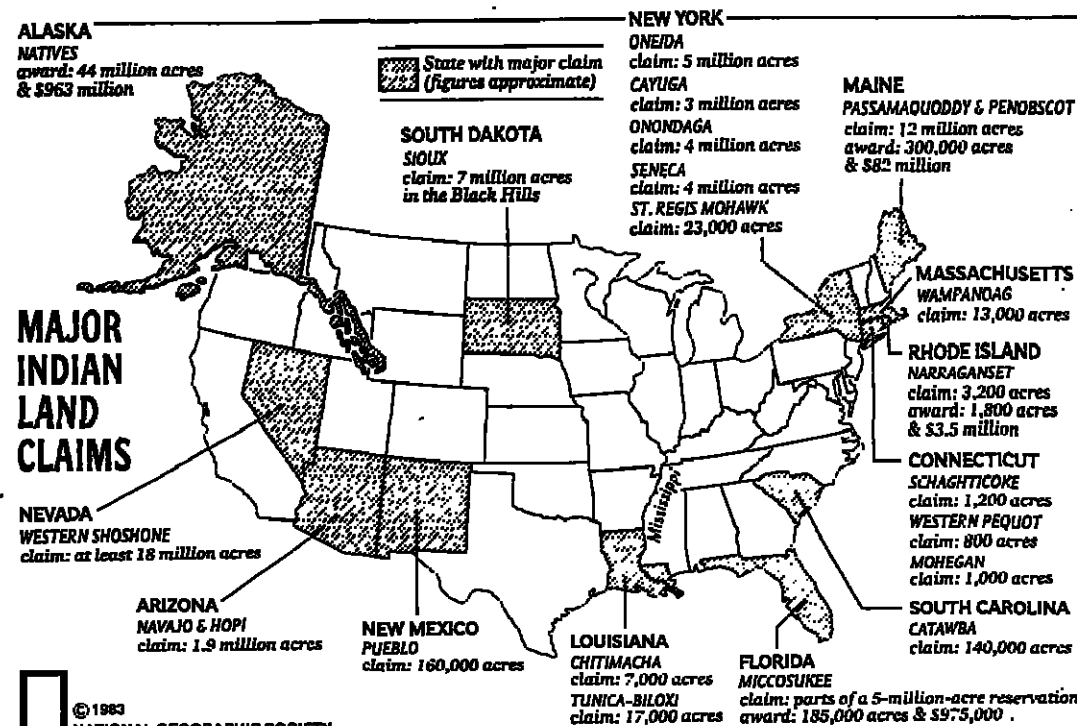 ALASKA
NATIVES
award: 44 million acres
& $963 million
State with major claim
(figures approximate)
NEW YORK
ONEIDA
claim: 5 million acres
CAYUGA
claim: 3 million acres
ONONDAGA
claim: 4 million acres
SENECA
claim: 4 million acres
ST. REGIS MOHAWK
claim: 23,000 acres
MAINE
PASSAMAQUODDY & PENOBSCOT
claim: 12 million acres
award: 300,000 acres
& $82 million
SOUTH DAKOTA
SIOUX
claim: 7 million acres
in the Black Hills
MASSACHUSETTS
WAMPANOAG
claim: 13,000 acres
MAJOR
INDIAN
LAND
CLAIMS
RHODE ISLAND
NARRAGANSET
claim: 3,200 acres
award: 1,800 acres
& $3.5 million
CONNECTICUT
SCHAGHTICOKE
claim: 1,200 acres
WESTERN PEQUOT
claim: 800 acres
MOHEGAN
claim: 1,000 acres
Mississippi
NEVADA
WESTERN SHOSHONE
claim: at least 18 million acres
ARIZONA
NAVAJO & HOPI
claim: 1.9 million acres
NEW MEXICO
PUEBLO
claim: 160,000 acres
LOUISIANA
CHITIMACHA
claim: 7,000 acres
TUNICA-BILOXI
claim: 17,000 acres
FLORIDA
MICCOSUKEE
claim: parts of a 5-million-acre reservation
award: 185,000 acres & $975,000
SOUTH CAROLINA
CATAWBA
claim: 140,000 acres
© 1983
NATIONAL GEOGRAPHIC SOCIETY